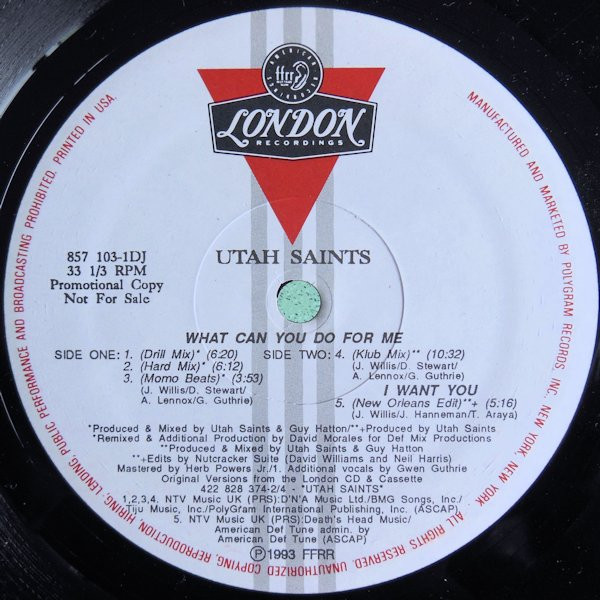 AMERICAN
ffrr
RECORDINGS
LONDON
RECORDINGS
857 103-1DJ
33 1/3 RPM
Promotional Copy
Not For Sale
UTAH SAINTS
WHAT CAN YOU DO FOR ME
SIDE ONE: 1. (Drill Mix)* (6:20)
2. (Hard Mix)* (6:12)
3. (Momo Beats)* (3:53)
(J. Willis/D. Stewart/
A. Lennox/G. Guthrie)
SIDE TWO: 4. (Klub Mix)** (10:32)
(J. Willis/D. Stewart/
A. Lennox/G. Guthrie)
I WANT YOU
5. (New Orleans Edit)**+ (5:16)
(J. Willis/J. Hanneman/T. Araya)
*Produced & Mixed by Utah Saints & Guy Hatton/**+Produced by Utah Saints
*Remixed & Additional Production by David Morales for Def Mix Productions
**Produced & Mixed by Utah Saints & Guy Hatton
**+Edits by Nutcracker Suite (David Williams and Neil Harris)
Mastered by Herb Powers Jr./1. Additional vocals by Gwen Guthrie
Original Versions from the London CD & Cassette
422 828 374-2/4 - "UTAH SAINTS"
1,2,3,4. NTV Music UK (PRS):D'N'A Music Ltd./BMG Songs, Inc./
Tiju Music, Inc./PolyGram International Publishing, Inc. (ASCAP).
5. NTV Music UK (PRS):Death's Head Music/
American Def Tune admin. by
American Def Tune (ASCAP)
℗ 1993 FFRR
MANUFACTURED AND MARKETED BY POLYGRAM RECORDS, INC. NEW YORK, NEW YORK - ALL RIGHTS RESERVED. UNAUTHORIZED COPYING, REPRODUCTION, HIRING, LENDING, PUBLIC PERFORMANCE AND BROADCASTING PROHIBITED. PRINTED IN USA.